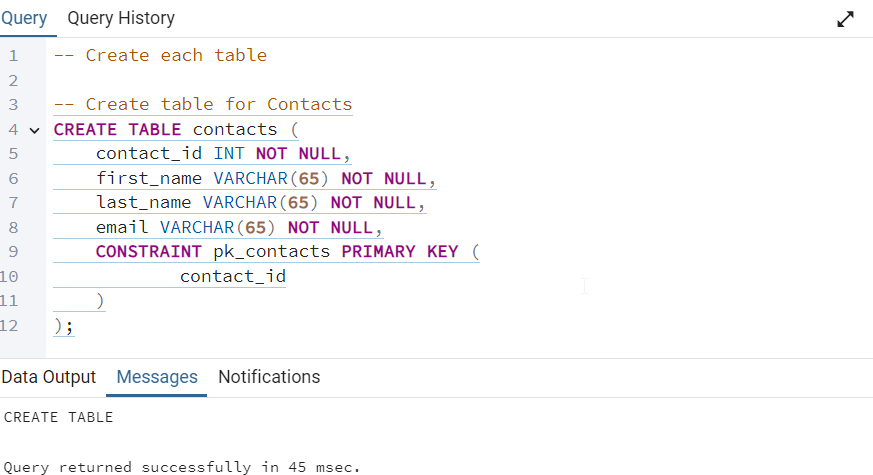 Query Query History
1 -- Create each table
2
3 -- Create table for Contacts
4 CREATE TABLE contacts (
5 contact_id INT NOT NULL,
6 first_name VARCHAR(65) NOT NULL,
7 last_name VARCHAR(65) NOT NULL,
8 email VARCHAR(65) NOT NULL,
9 CONSTRAINT pk_contacts PRIMARY KEY (
10 contact_id
11 )
12 );
Data Output Messages Notifications
CREATE TABLE
Query returned successfully in 45 msec.